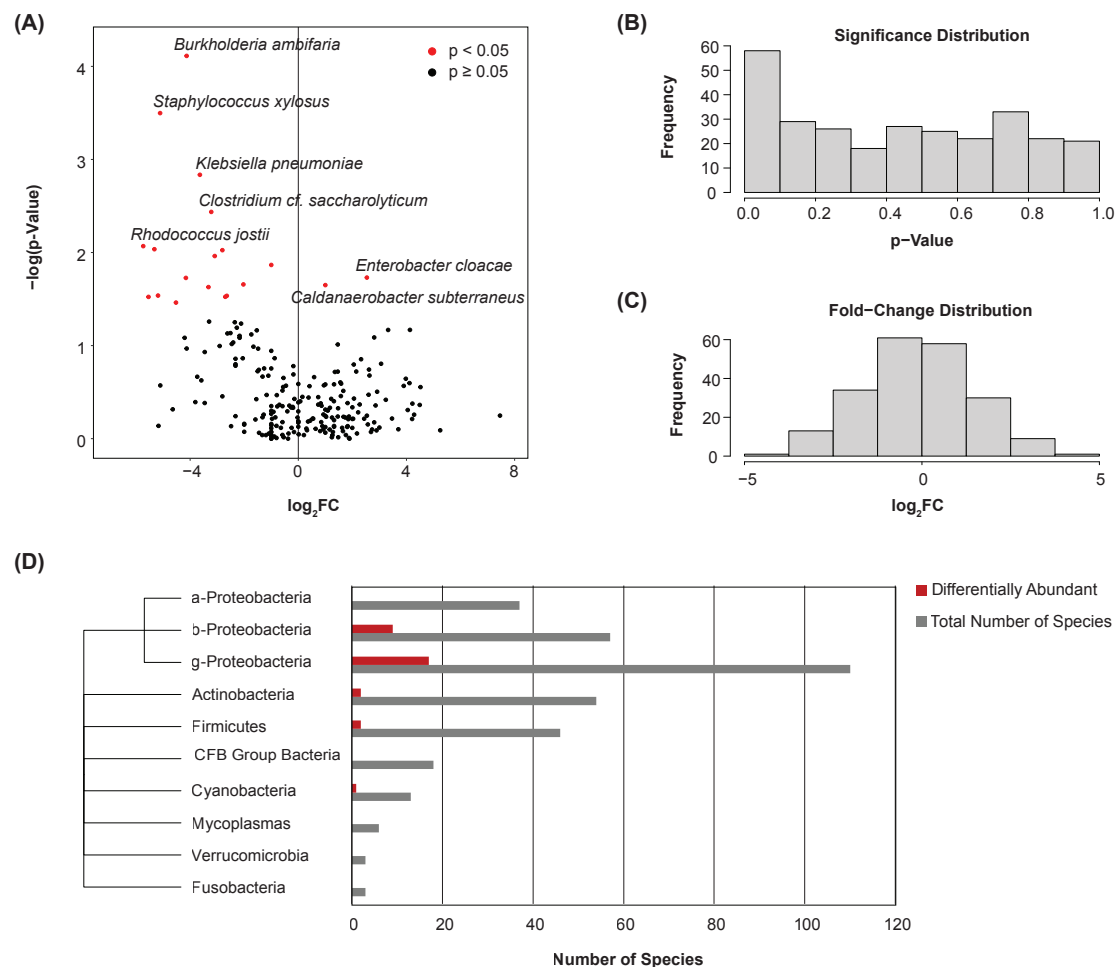 (A)
Burkholderia ambifaria
p < 0.05
p ≥ 0.05
Staphylococcus xylosus
Klebsiella pneumoniae
Clostridium cf. saccharolyticum
Rhodococcus jostii
Enterobacter cloacae
Caldanaerobacter subterraneus
4
3
2
1
0
−log(p-Value)
−4
0
4
8
log2FC
(B)
Significance Distribution
60
50
40
30
20
10
0
Frequency
0.0
0.2
0.4
0.6
0.8
1.0
p−Value
(C)
Fold−Change Distribution
60
40
20
0
Frequency
−5
0
5
log2FC
(D)
a-Proteobacteria
b-Proteobacteria
g-Proteobacteria
Actinobacteria
Firmicutes
CFB Group Bacteria
Cyanobacteria
Mycoplasmas
Verrucomicrobia
Fusobacteria
Differentially Abundant
Total Number of Species
0
20
40
60
80
100
120
Number of Species